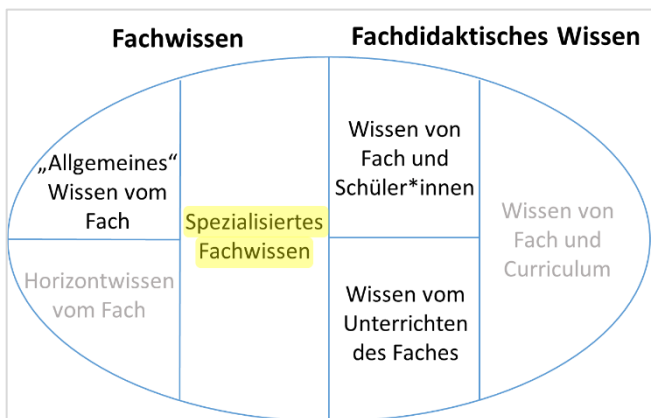 Fachwissen
Fachdidaktisches Wissen
„Allgemeines“
Wissen vom
Fach
Horizontwissen
vom Fach
Spezialisiertes
Fachwissen
Wissen von
Fach und
Schüler*innen
Wissen vom
Unterrichten
des Faches
Wissen von
Fach und
Curriculum